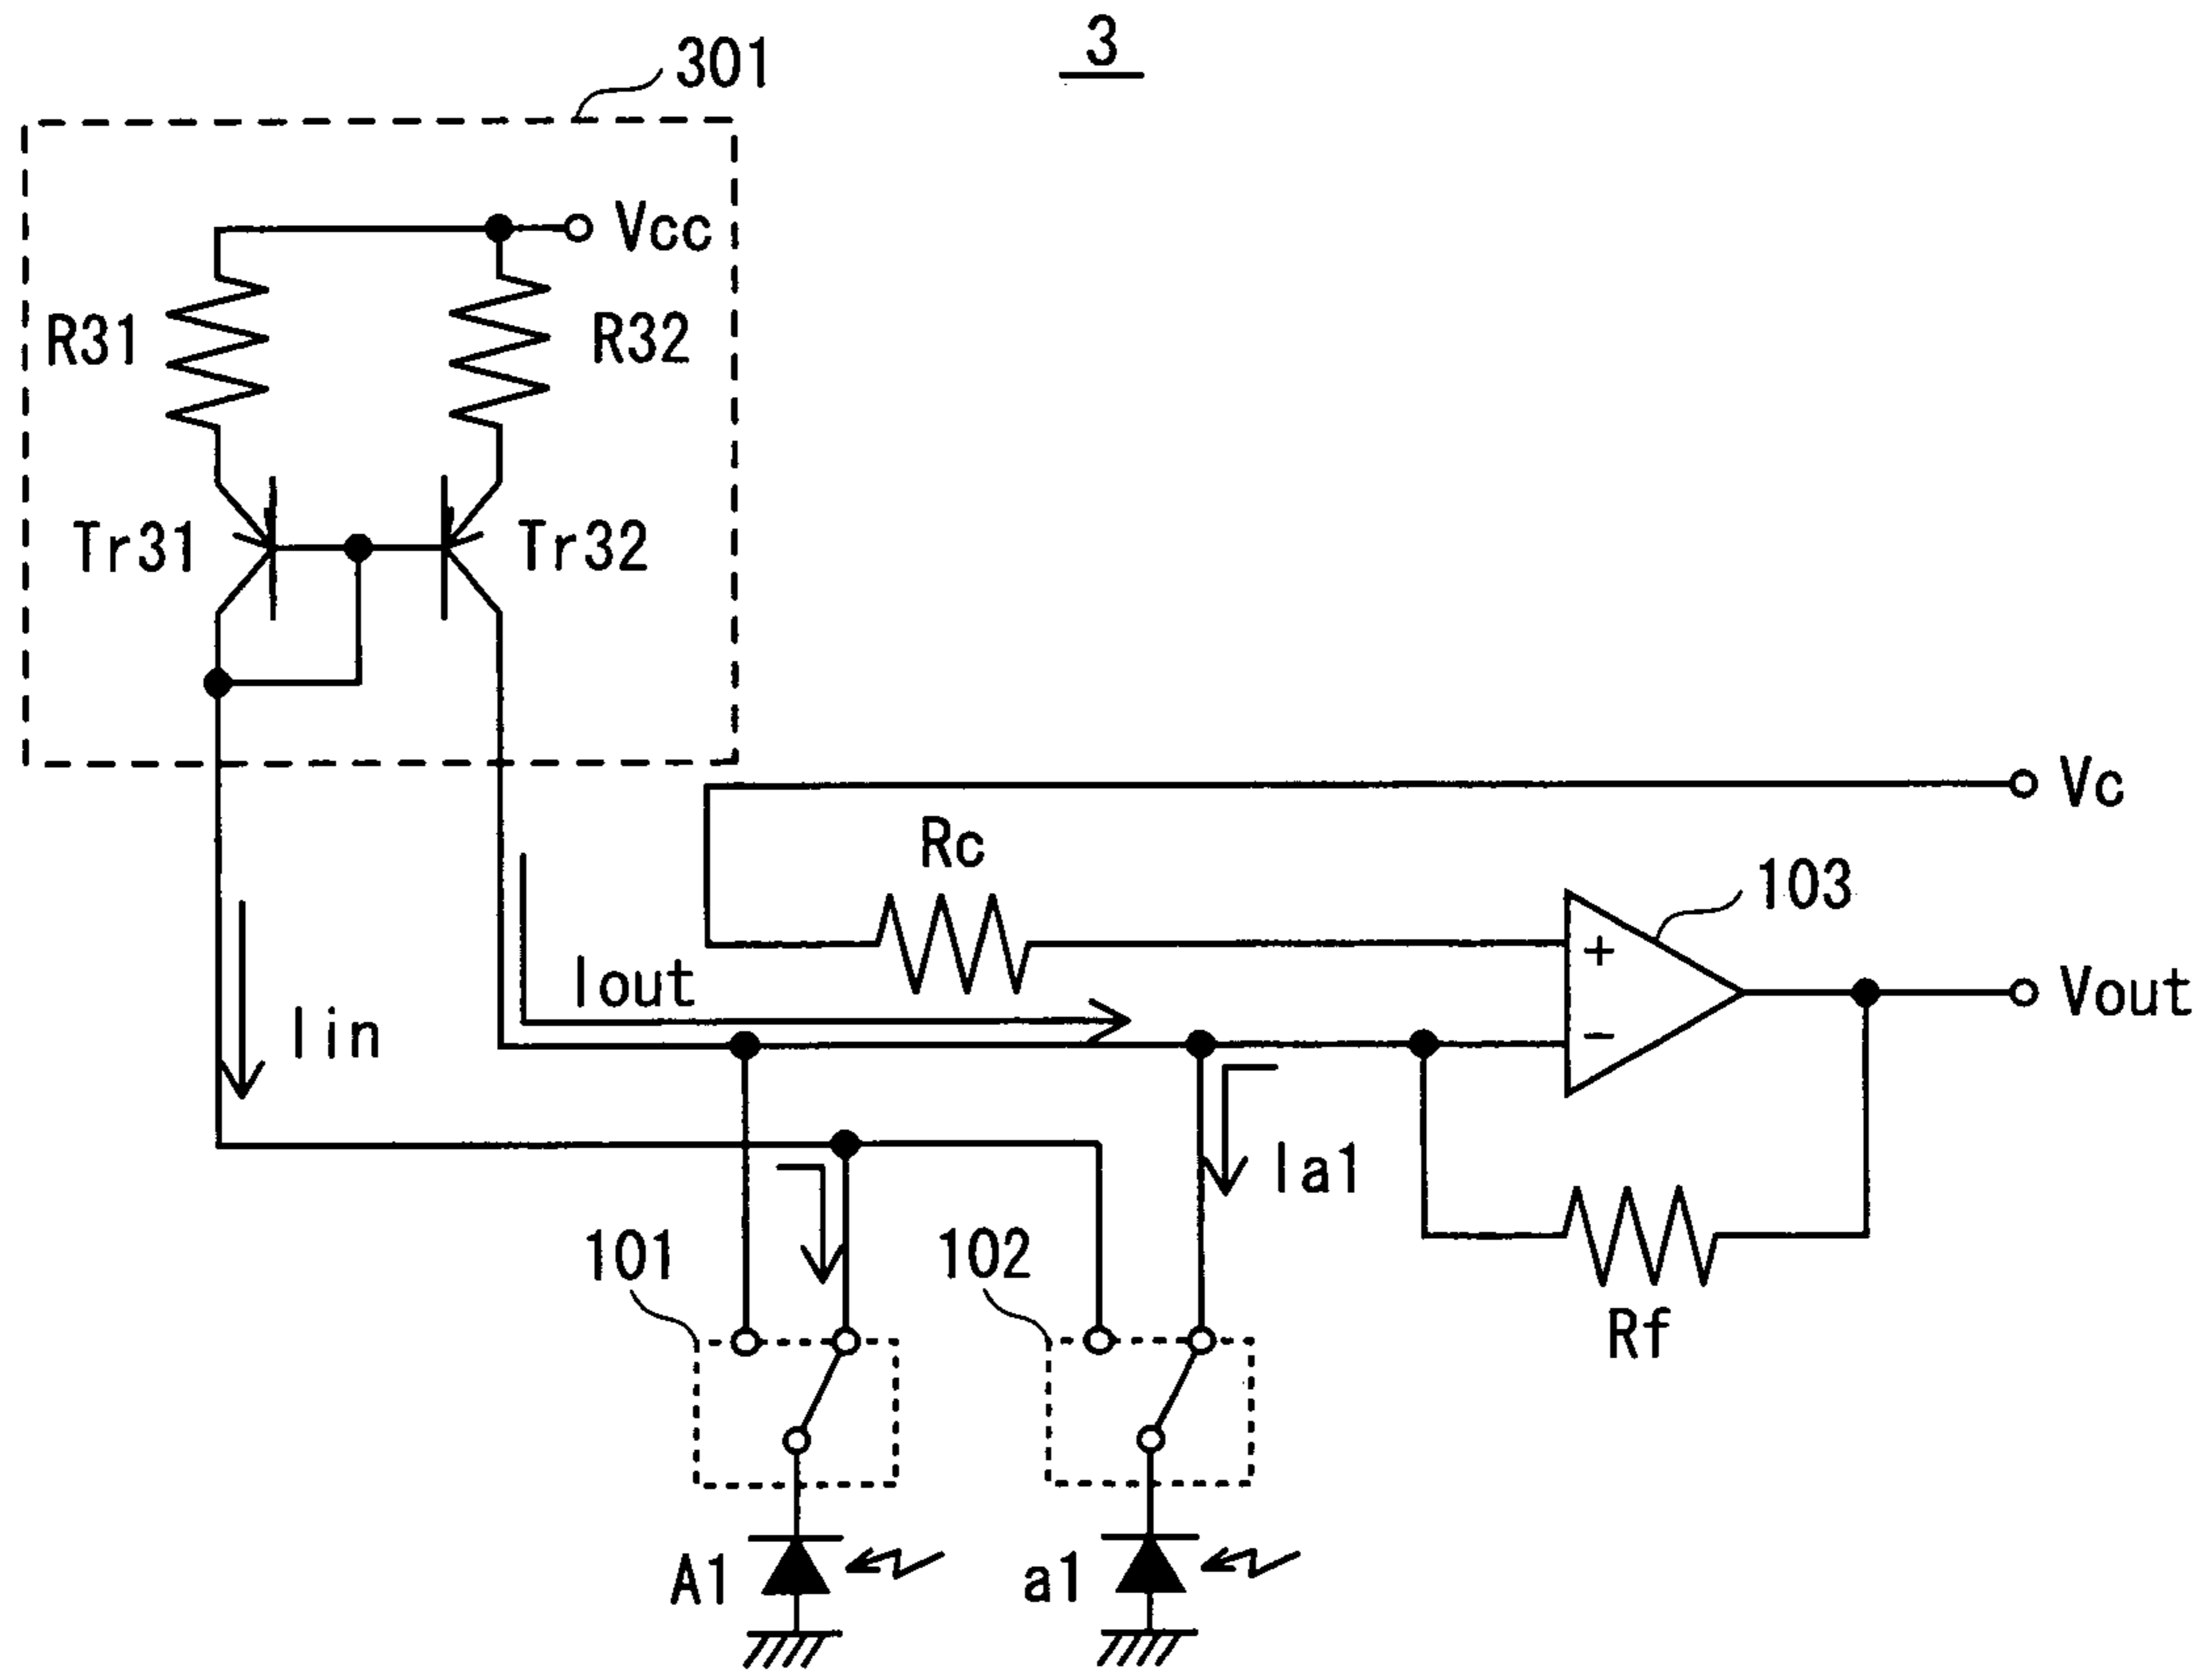 3
301
Vcc
R31
R32
Tr31
Tr32
Vc
Rc
103
+
Iout
Vout
Iin
−
Ia1
101
102
Rf
A1
a1